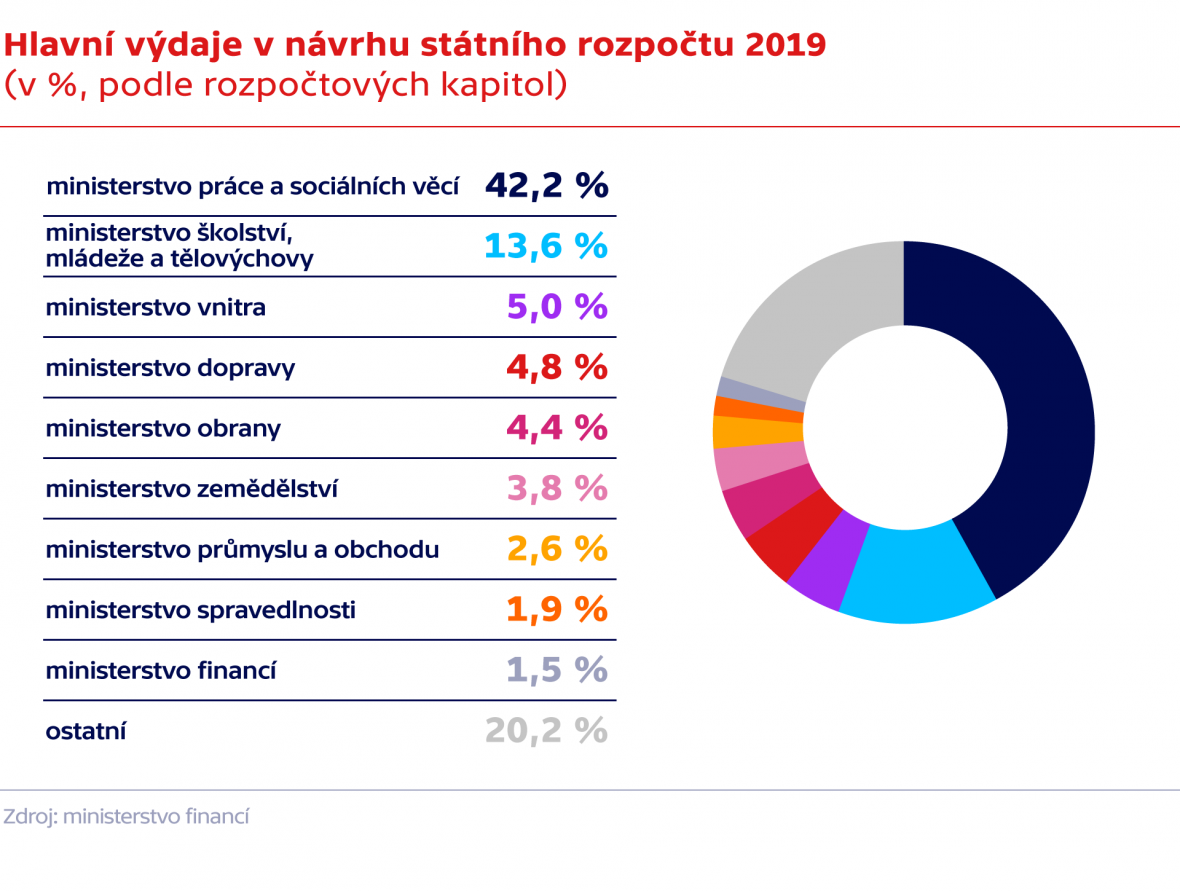 Hlavní výdaje v návrhu státního rozpočtu 2019
(v %, podle rozpočtových kapitol)
ministerstvo práce a sociálních věcí 42,2 %
ministerstvo školství,
mládeže a tělovýchovy 13,6 %
ministerstvo vnitra 5,0 %
ministerstvo dopravy 4,8 %
ministerstvo obrany 4,4 %
ministerstvo zemědělství 3,8 %
ministerstvo průmyslu a obchodu 2,6 %
ministerstvo spravedlnosti 1,9 %
ministerstvo financí 1,5 %
ostatní 20,2 %
Zdroj: ministerstvo financí